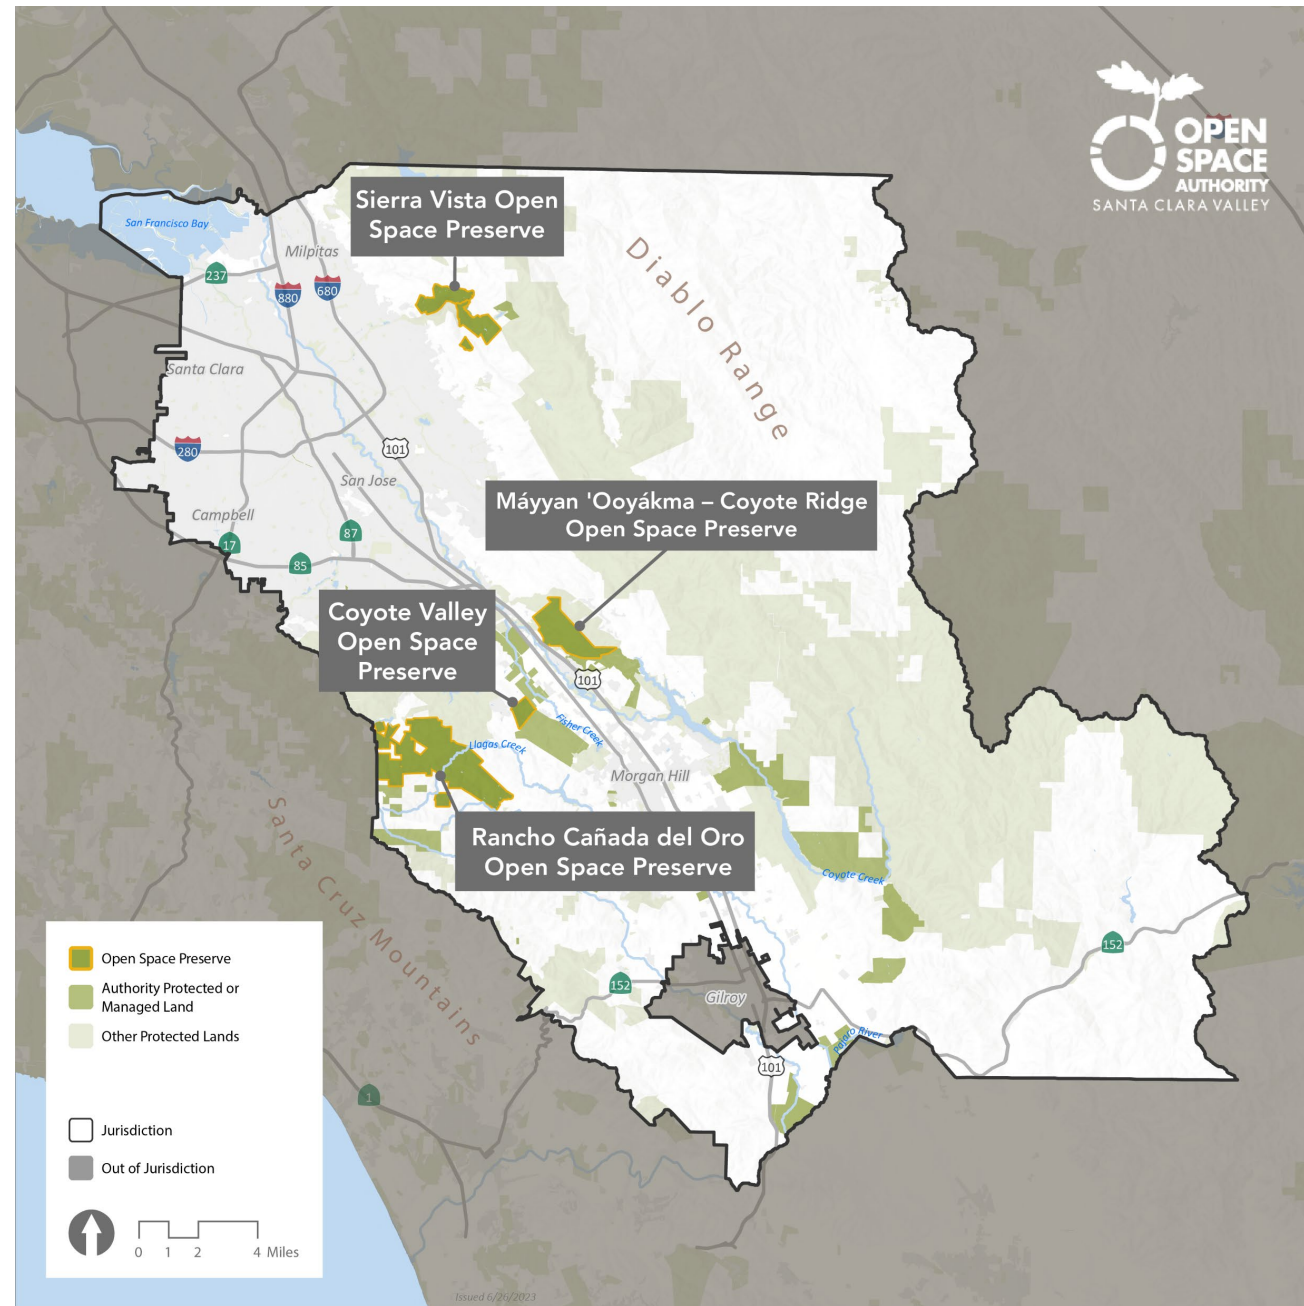 OPEN
SPACE
AUTHORITY
SANTA CLARA VALLEY
Sierra Vista Open
Space Preserve
San Francisco Bay
Milpitas
237
880
680
Diablo Range
Santa Clara
280
101
San Jose
Máyyan 'Ooyákma – Coyote Ridge
Open Space Preserve
Campbell
17
87
85
Coyote Valley
Open Space
Preserve
101
Fisher Creek
Llagas Creek
Morgan Hill
Santa Cruz Mountains
Rancho Cañada del Oro
Open Space Preserve
Coyote Creek
152
152
Gilroy
Pajaro River
101
1
Open Space Preserve
Authority Protected or
Managed Land
Other Protected Lands
Jurisdiction
Out of Jurisdiction
0 1 2 4 Miles
Issued 6/26/2023